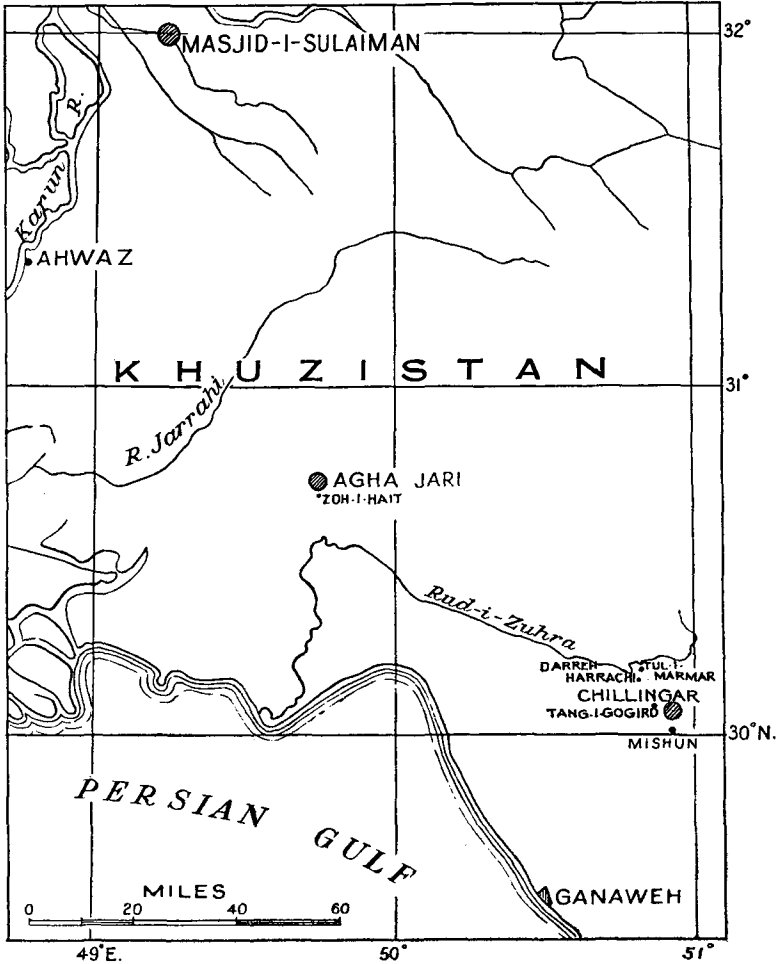 32°
MASJID-I-SULAIMAN
R.
Karun
AHWAZ
KHUZISTAN
31°
R. Jarrahi
AGHA JARI
ZOH-I-HAIT
Rud-i-Zuhra
DARREH
HARRACHI
TUL-I-
MARMAR
CHILLINGAR
TANG-I-GOGIRD
30°N.
MISHUN
PERSIAN GULF
MILES
0 20 40 60
GANAWEH
49°E. 50° 51°